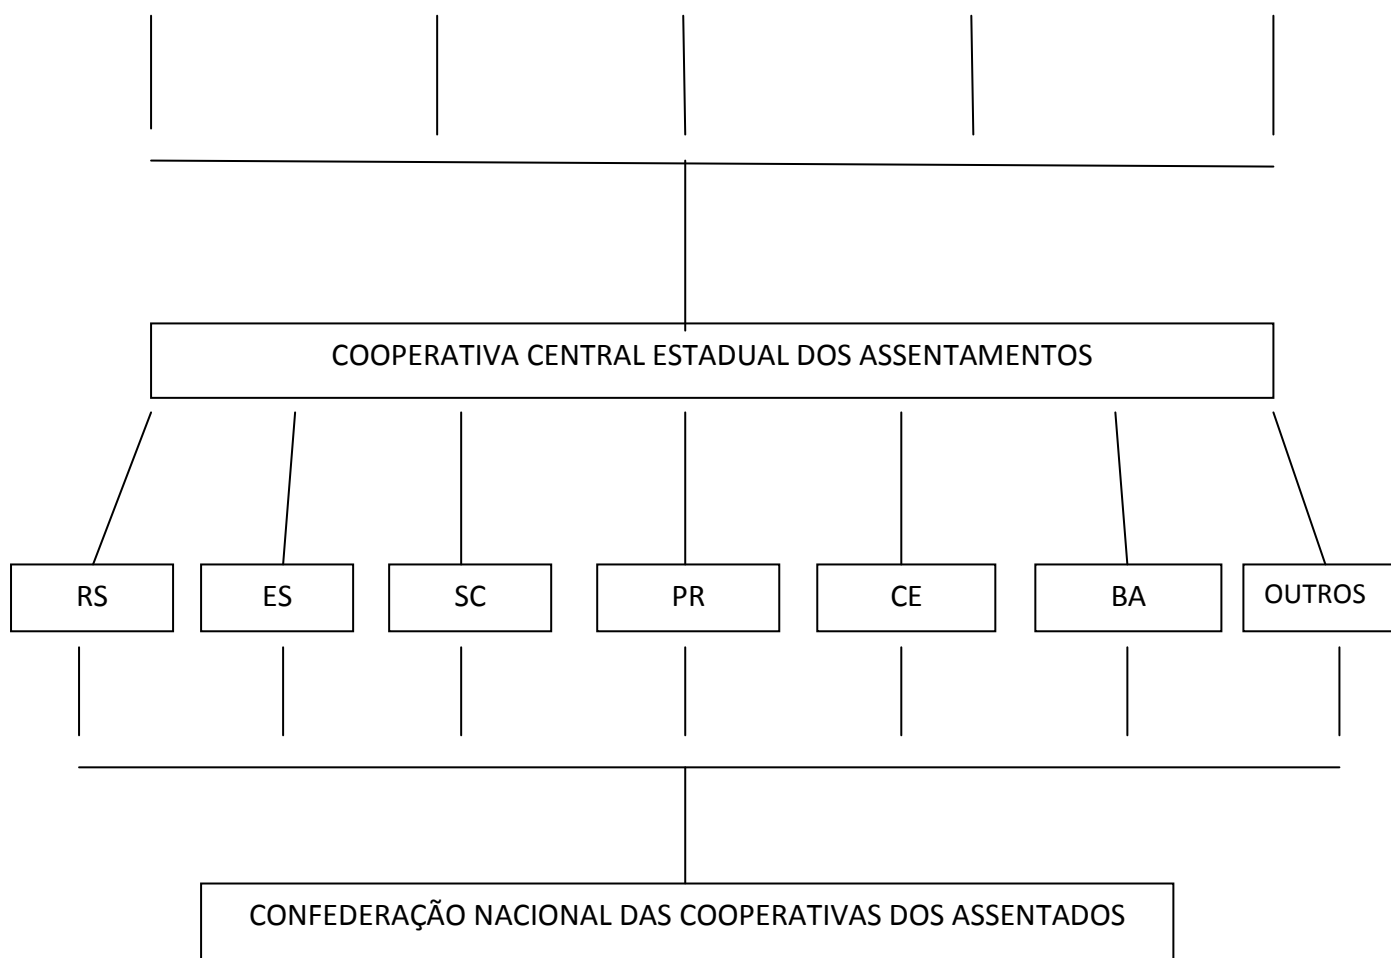 COOPERATIVA CENTRAL ESTADUAL DOS ASSENTAMENTOS
RS ES SC PR CE BA OUTROS
CONFEDERAÇÃO NACIONAL DAS COOPERATIVAS DOS ASSENTADOS